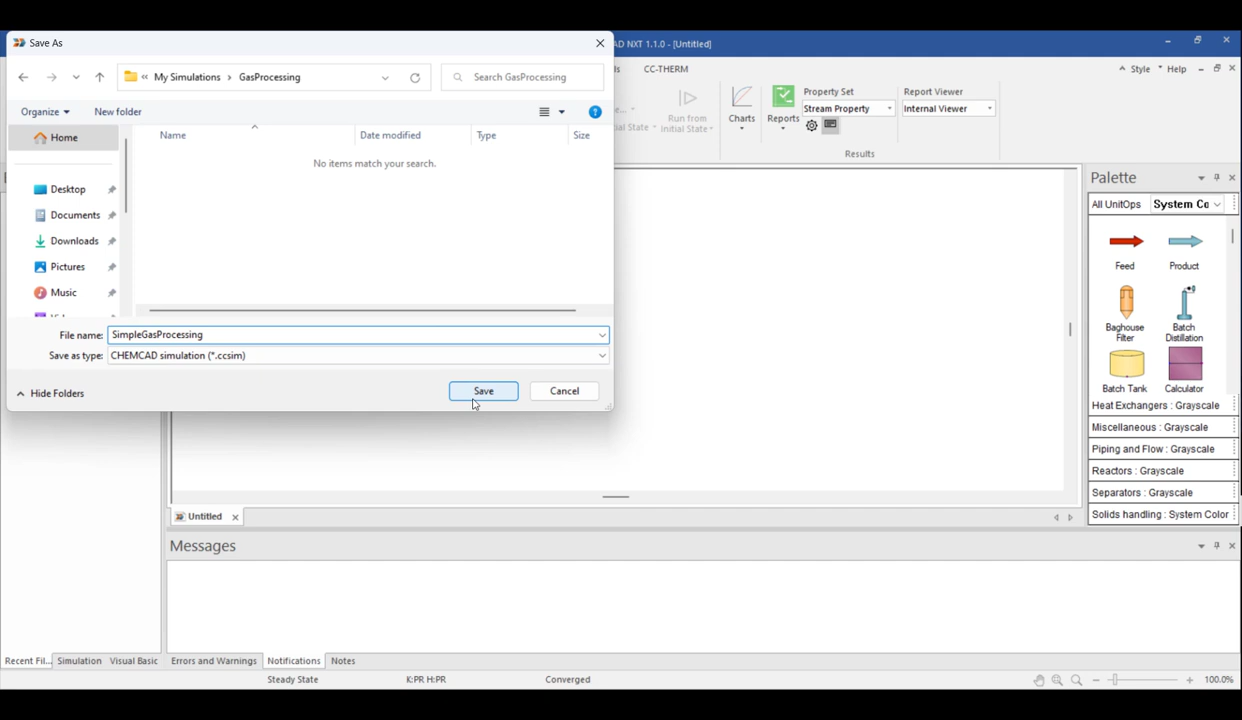 Save As
AD NXT 1.1.0 - [Untitled]
« My Simulations > GasProcessing
Search GasProcessing
CC-THERM
Style Help
Organize New folder
Home
Desktop
Documents
Downloads
Pictures
Music
Name Date modified Type Size
No items match your search.
File name: SimpleGasProcessing
Save as type: CHEMCAD simulation (*.ccsim)
Hide Folders
Save Cancel
Run from
Initial State
Charts
Reports
Property Set
Stream Property
Report Viewer
Internal Viewer
Results
Palette
All UnitOps System Co
Feed Product
Baghouse Filter
Batch Distillation
Batch Tank Calculator
Heat Exchangers : Grayscale
Miscellaneous : Grayscale
Piping and Flow : Grayscale
Reactors : Grayscale
Separators : Grayscale
Solids handling : System Color
Untitled
Messages
Recent Fil... Simulation Visual Basic
Errors and Warnings Notifications Notes
Steady State K:PR H:PR Converged 100.0%